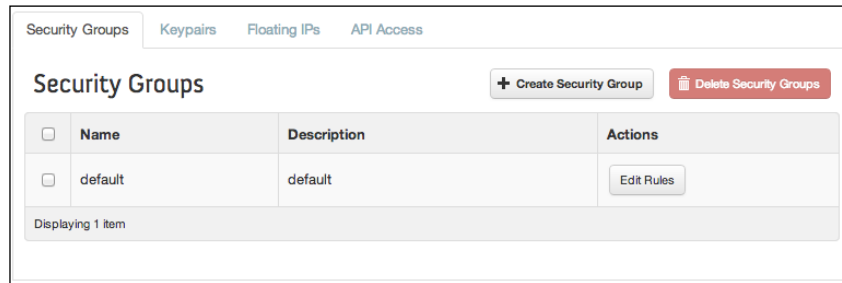 Security Groups Keypairs Floating IPs API Access
Security Groups + Create Security Group Delete Security Groups
Name Description Actions
default default Edit Rules
Displaying 1 item